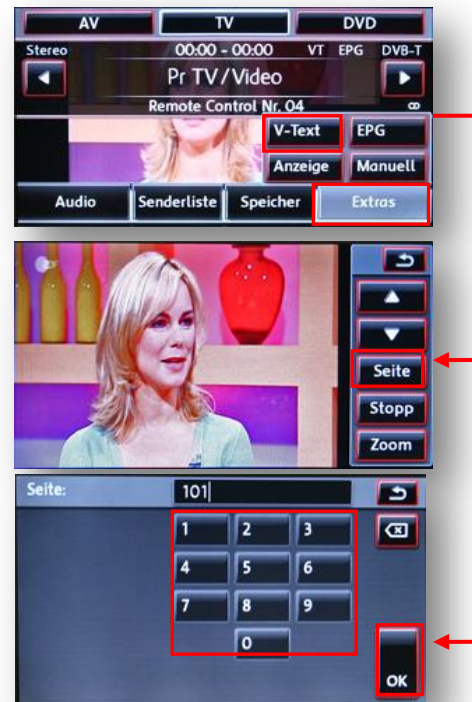 AV TV DVD
Stereo 00:00 - 00:00 VT EPG DVB-T
Pr TV/Video
Remote Control Nr. 04
V-Text EPG
Anzeige Manuell
Audio Senderliste Speicher Extras
ZDF
Seite
Stopp
Zoom
Seite: 101
1 2 3
4 5 6
7 8 9
0
OK